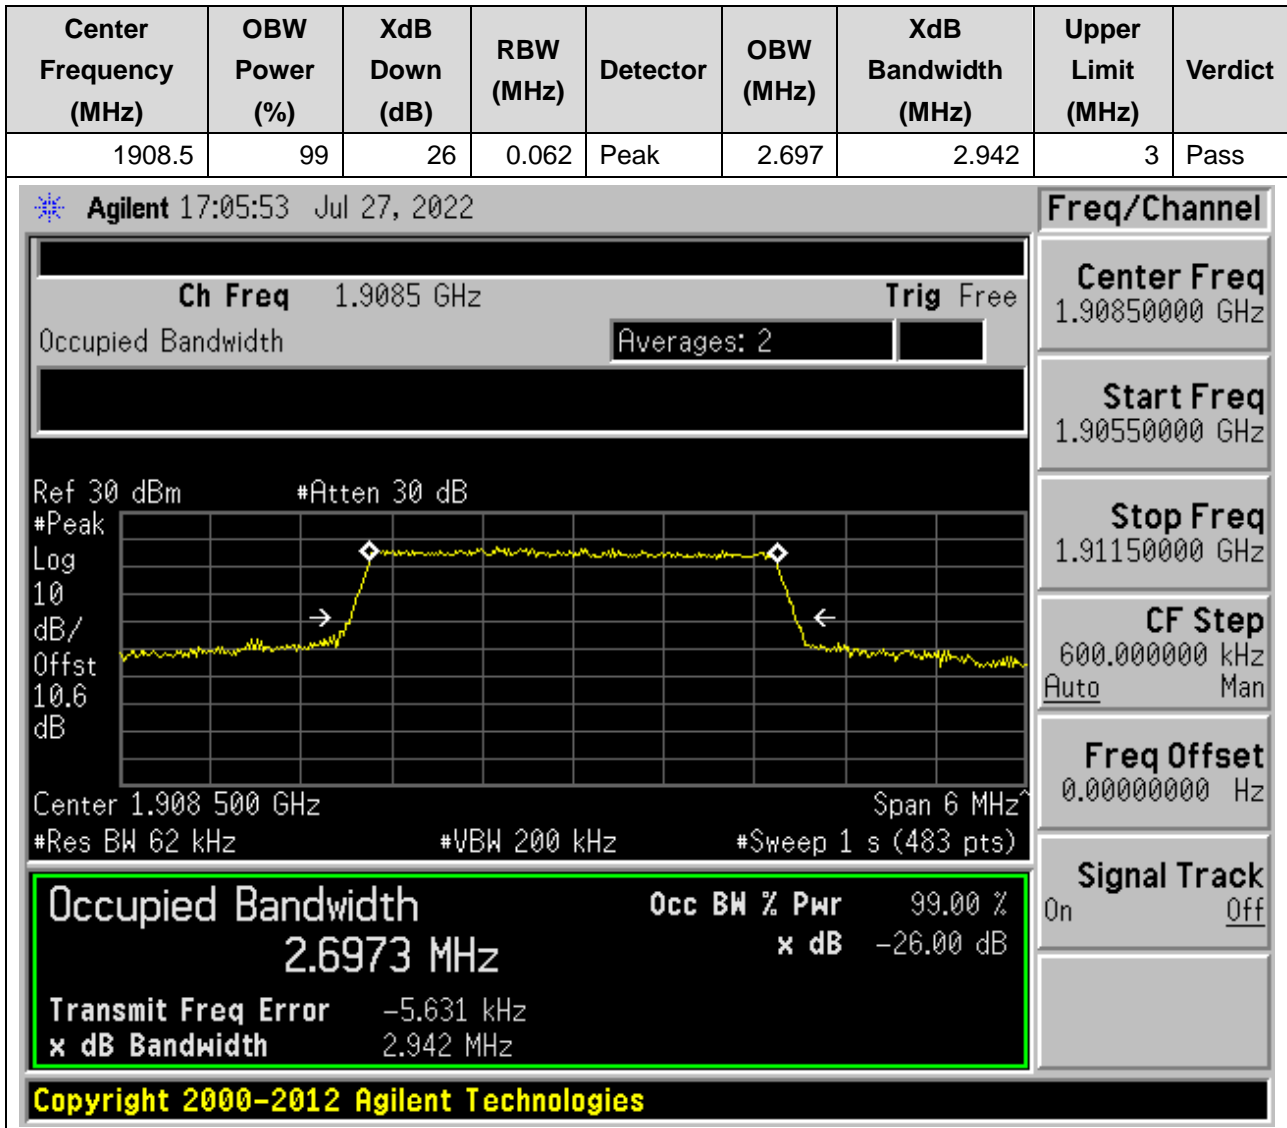 Center Frequency (MHz) OBW Power (%) XdB Down (dB) RBW (MHz) Detector OBW (MHz) XdB Bandwidth (MHz) Upper Limit (MHz) Verdict
1908.5 99 26 0.062 Peak 2.697 2.942 3 Pass
Agilent 17:05:53 Jul 27, 2022
Ch Freq 1.9085 GHz Trig Free
Occupied Bandwidth Averages: 2
Ref 30 dBm #Atten 30 dB
#Peak
Log
10
dB/
Offst
10.6
dB
Center 1.908 500 GHz Span 6 MHz^
#Res BW 62 kHz #VBW 200 kHz #Sweep 1 s (483 pts)
Occupied Bandwidth Occ BW % Pwr 99.00 %
2.6973 MHz x dB -26.00 dB
Transmit Freq Error -5.631 kHz
x dB Bandwidth 2.942 MHz
Copyright 2000-2012 Agilent Technologies
Freq/Channel
Center Freq
1.90850000 GHz
Start Freq
1.90550000 GHz
Stop Freq
1.91150000 GHz
CF Step
600.000000 kHz
Auto Man
Freq Offset
0.00000000 Hz
Signal Track
On Off